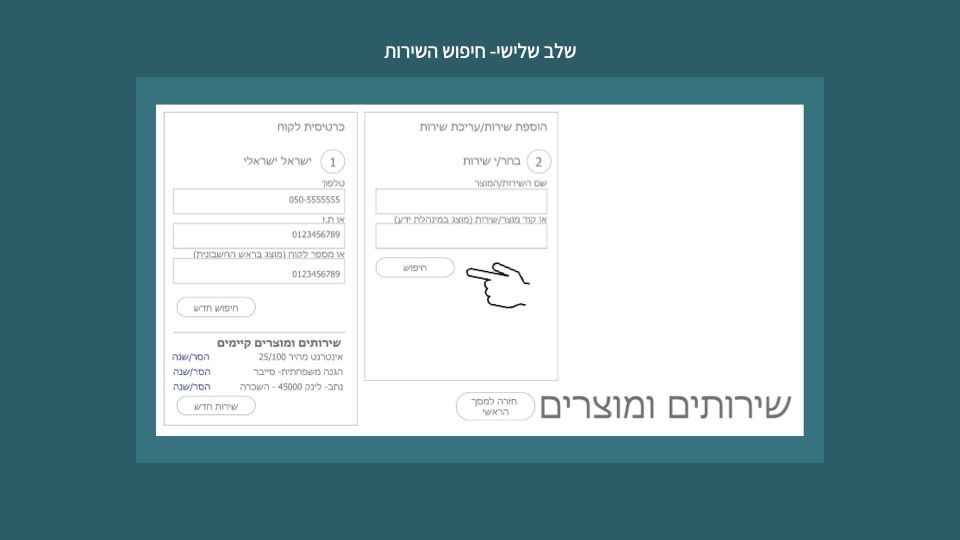 שלב שלישי- חיפוש השירות
כרטיסית לקוח
1 ישראל ישראלי
טלפון
050-5555555
או ת.ז
0123456789
או מספר לקוח (מוצג בראש החשבונית)
0123456789
חיפוש חדש
שירותים ומוצרים קיימים
אינטרנט מהיר 25/100 הסר/שנה
הגנה משפחתית- סייבר הסר/שנה
נתב- לינק 45000 - השכרה הסר/שנה
שירות חדש
הוספת שירות/עריכת שירות
2 בחר/י שירות
שם השירות/המוצר
או קוד מוצר/שירות (מוצג במינהלת ידע)
חיפוש
שירותים ומוצרים
חזרה למסך
הראשי